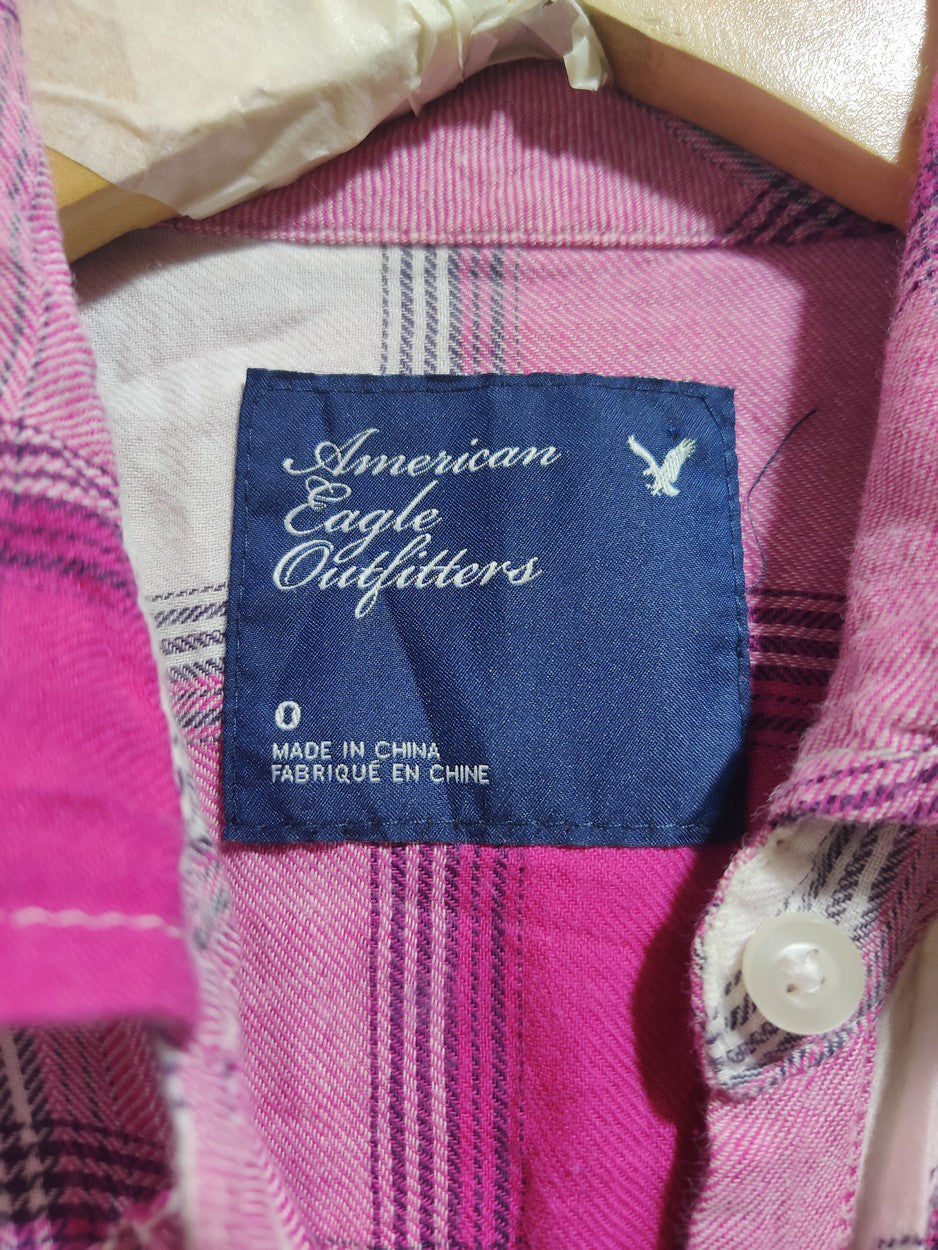 American
Eagle
Outfitters
0
MADE IN CHINA
FABRIQUÉ EN CHINE